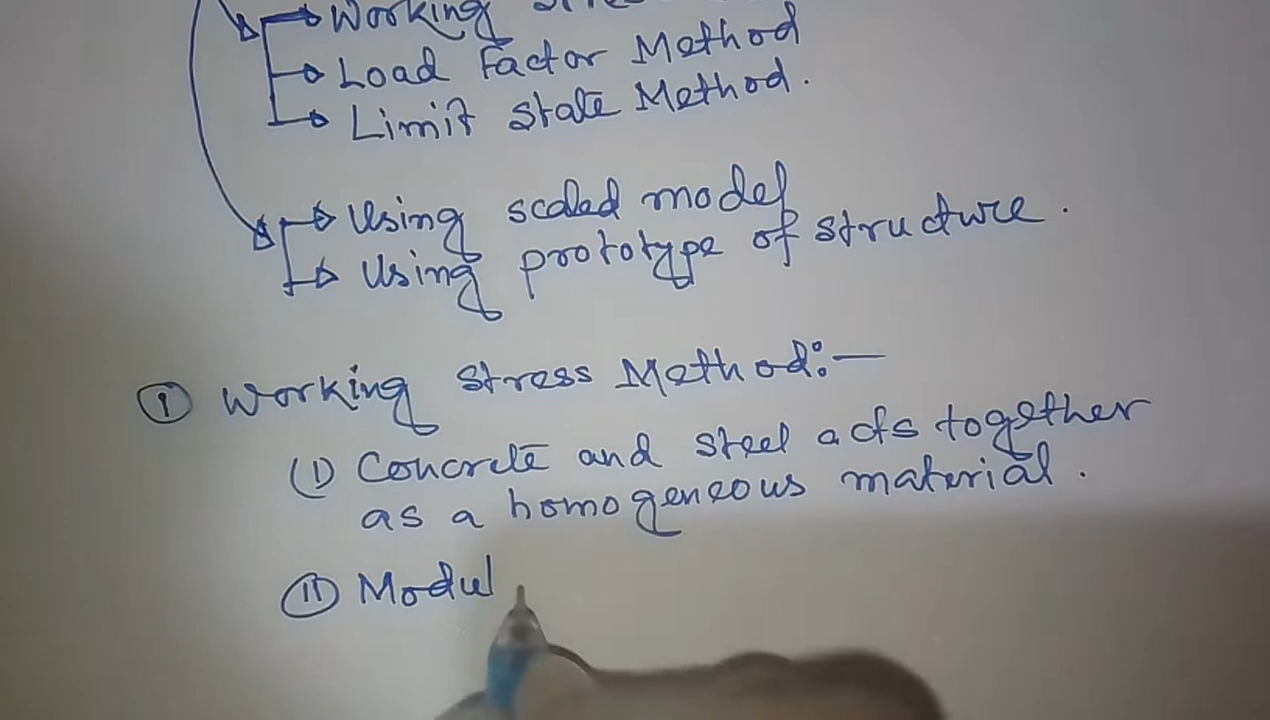 Working
Load Factor Method
Limit State Method.
Using scaled model
Using prototype of structure.
① Working Stress Method:—
(I) Concrete and steel acts together
as a homogeneous material.
(II) Modul